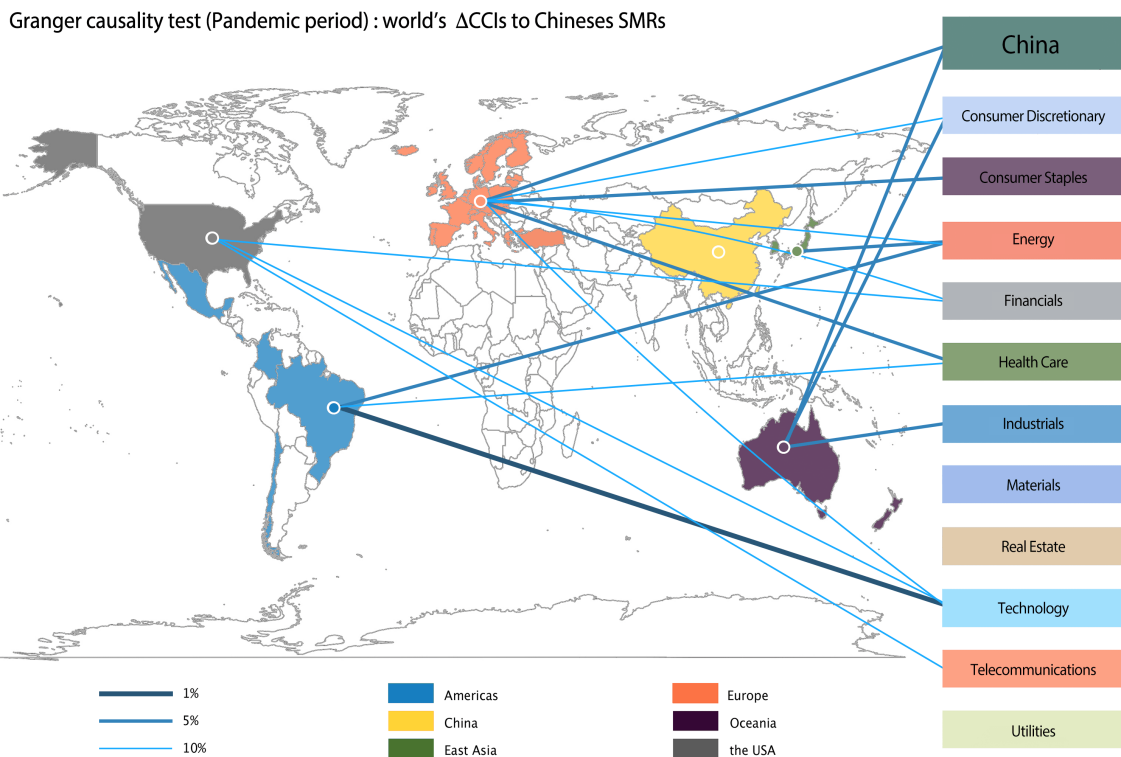 Granger causality test (Pandemic period) : world's ΔCCIs to Chineses SMRs
China
Consumer Discretionary
Consumer Staples
Energy
Financials
Health Care
Industrials
Materials
Real Estate
Technology
Telecommunications
Utilities
1%
5%
10%
Americas
China
East Asia
Europe
Oceania
the USA